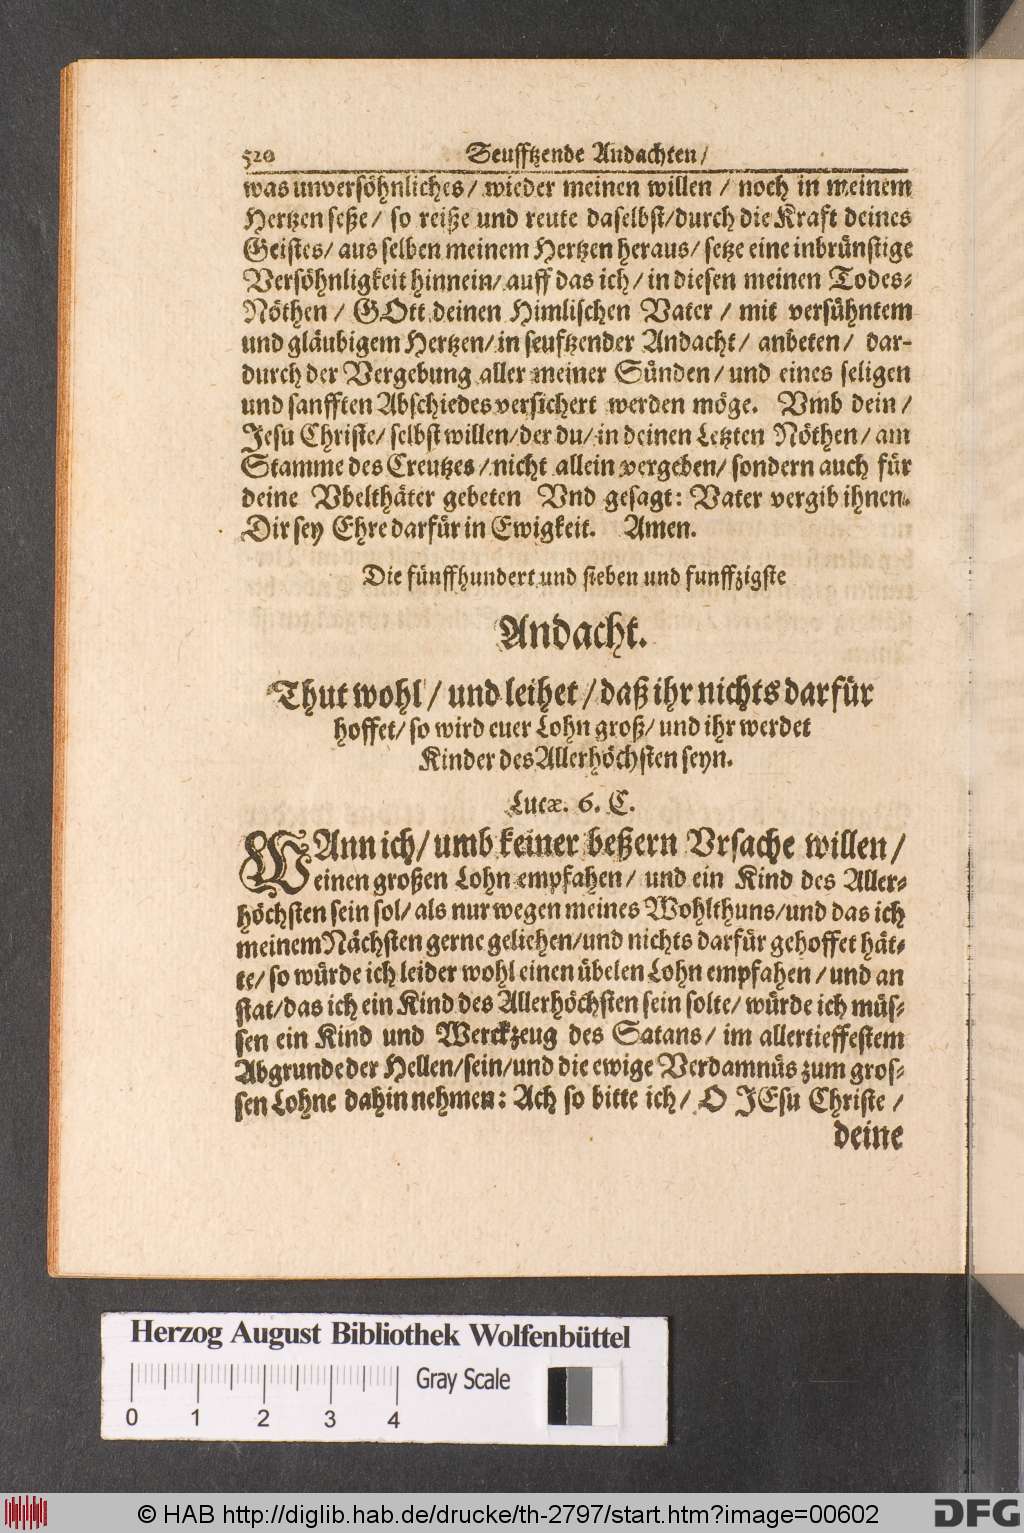 520 Seufftzende Andachten/
was unversöhnliches/ wieder meinen willen / noch in meinem
Hertzen seße/ so reiße und reute daselbst/durch die Kraft deines
Geistes/ aus selben meinem Hertzen heraus/ setze eine inbrünstige
Versöhnligkeit hinnein/ auff das ich/ in diesen meinen Todes-
Nöthen / GOtt deinen Himlischen Vater / mit versühntem
und gläubigem Hertzen/ in seuftzender Andacht/ anbeten/ dar-
durch der Vergebung aller meiner Sünden/ und eines seligen
und sanfften Abschiedes versichert werden möge. Vmb dein /
Jesu Christe/ selbst willen/der du/ in deinen Letzten Nöthen/ am
Stamme des Creutzes/ nicht allein vergeben/ sondern auch für
deine Vbelthäter gebeten Vnd gesagt: Vater vergib ihnen.
Dir sey Ehre darfür in Ewigkeit. Amen.
Die fünffhundert und sieben und funffzigste
Andacht.
Thut wohl / und leihet / daß ihr nichts darfür
hoffet/ so wird euer Lohn groß/ und ihr werdet
Kinder des Allerhöchsten seyn.
Lucæ. 6. C.
WAnn ich/ umb keiner beßern Vrsache willen /
einen großen Lohn empfahen/ und ein Kind des Aller-
höchsten sein sol/ als nur wegen meines Wohlthuns/und das ich
meinem Nächsten gerne geliehen/und nichts darfür gehoffet hät-
te/ so würde ich leider wohl einen übelen Lohn empfahen / und an
stat/das ich ein Kind des Allerhöchsten sein solte/ würde ich müs-
sen ein Kind und Werckzeug des Satans/ im allertieffestem
Abgrunde der Hellen/sein/und die ewige Verdamnüs zum gros-
sen Lohne dahin nehmen: Ach so bitte ich/ O JEsu Christe /
deine
Herzog August Bibliothek Wolfenbüttel
Gray Scale
0 1 2 3 4
© HAB http://diglib.hab.de/drucke/th-2797/start.htm?image=00602
DFG